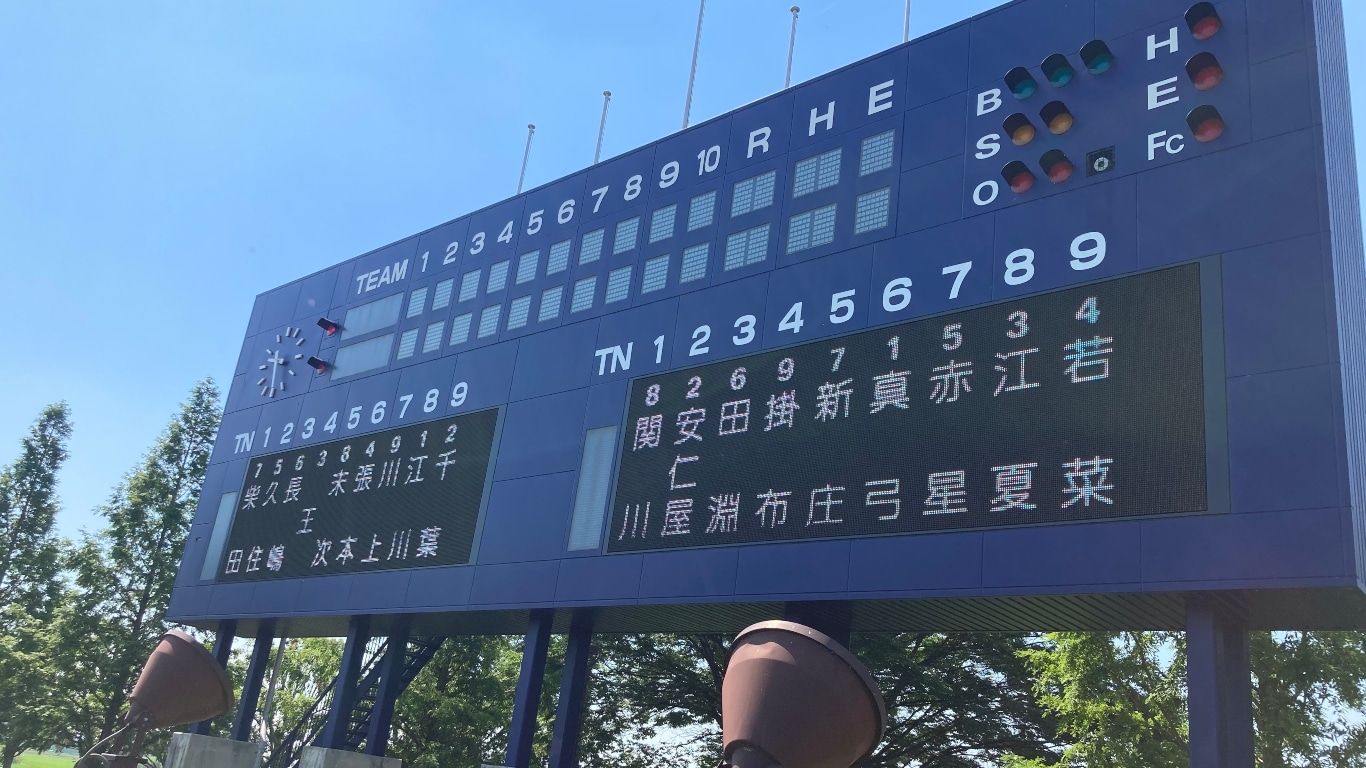 TEAM 1 2 3 4 5 6 7 8 9 10 R H E
B
S
O
H
E
Fc
TN 1 2 3 4 5 6 7 8 9
7 5 6 3 8 4 9 1 2
柴田
久住
長王嶋
末次
張本
川上
江川
千葉
TN 1 2 3 4 5 6 7 8 9
8 2 6 9 7 1 5 3 4
関川
安仁屋
田淵
掛布
新庄
真弓
赤星
江夏
若菜